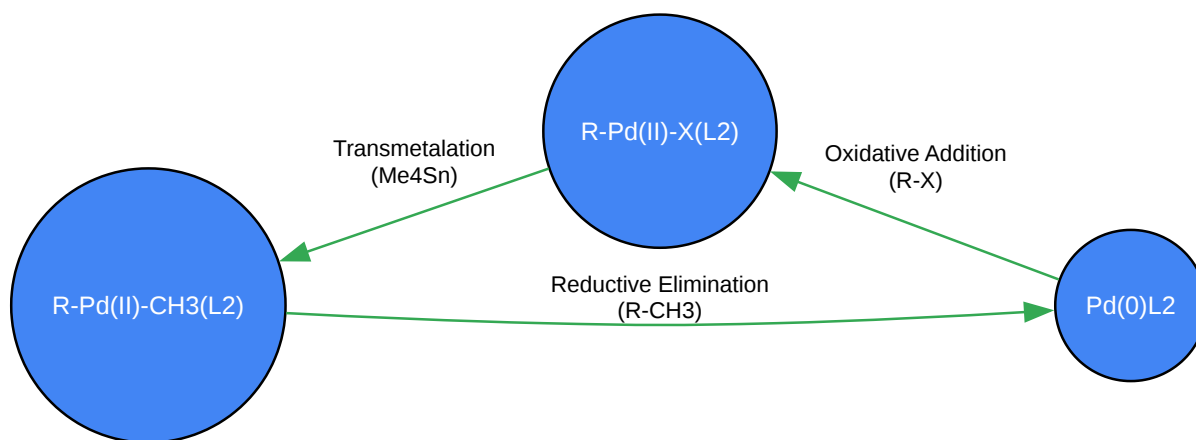 R-Pd(II)-X(L2)
Transmetalation
(Me4Sn)
Oxidative Addition
(R-X)
R-Pd(II)-CH3(L2)
Reductive Elimination
(R-CH3)
Pd(0)L2